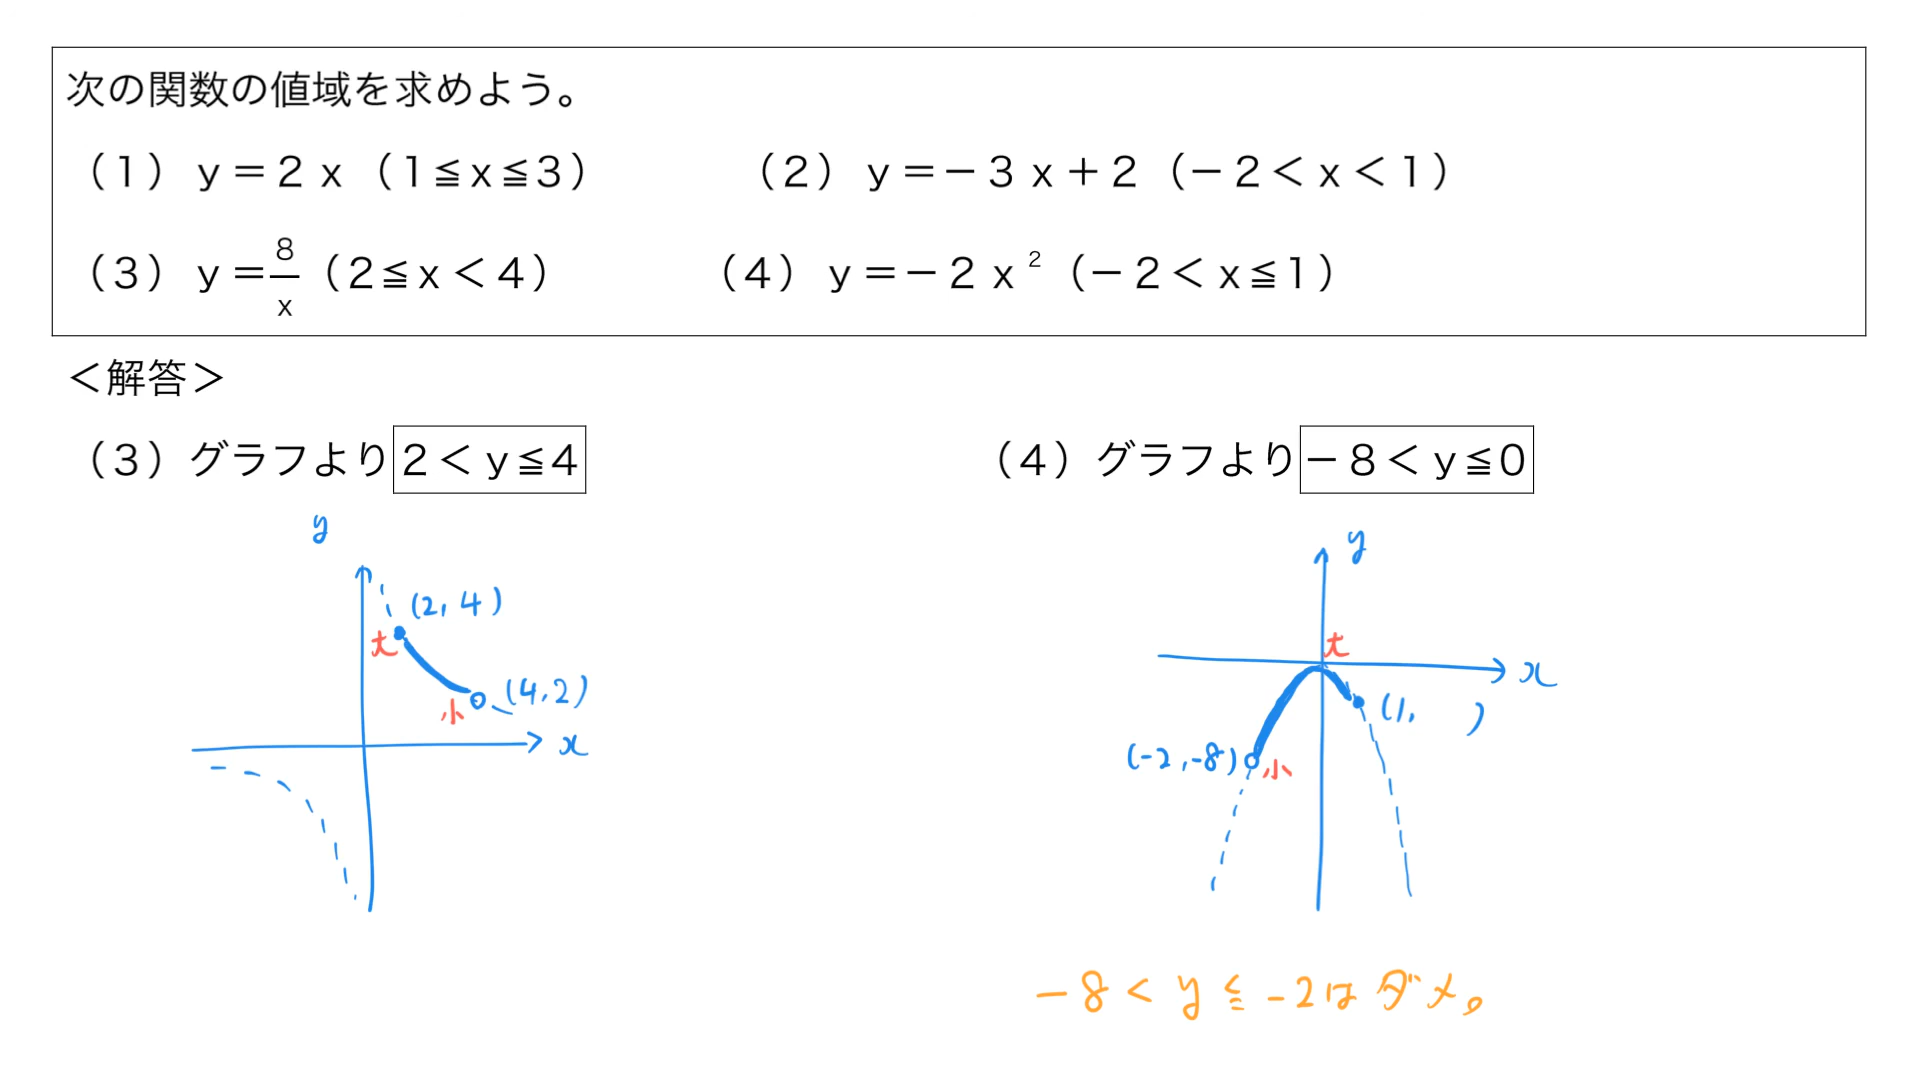 次の関数の値域を求めよう。
（1）y＝2x（1≦x≦3）　（2）y＝－3x＋2（－2＜x＜1）
（3）y＝8/x（2≦x＜4）　（4）y＝－2x²（－2＜x≦1）
＜解答＞
（3）グラフより 2＜y≦4　（4）グラフより －8＜y≦0
y
(2, 4)
大
(4, 2)
小
x
y
大
x
(1,　)
(-2, -8)
小
-8 < y ≦ -2はダメ。